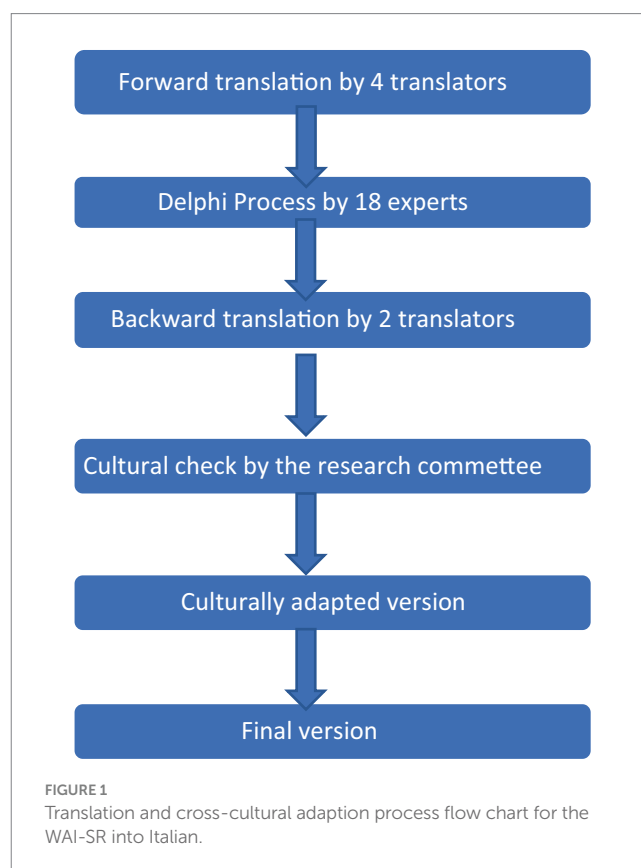 Forward translation by 4 translators
Delphi Process by 18 experts
Backward translation by 2 translators
Cultural check by the research committee
Culturally adapted version
Final version
FIGURE 1
Translation and cross-cultural adaption process flow chart for the
WAI-SR into Italian.